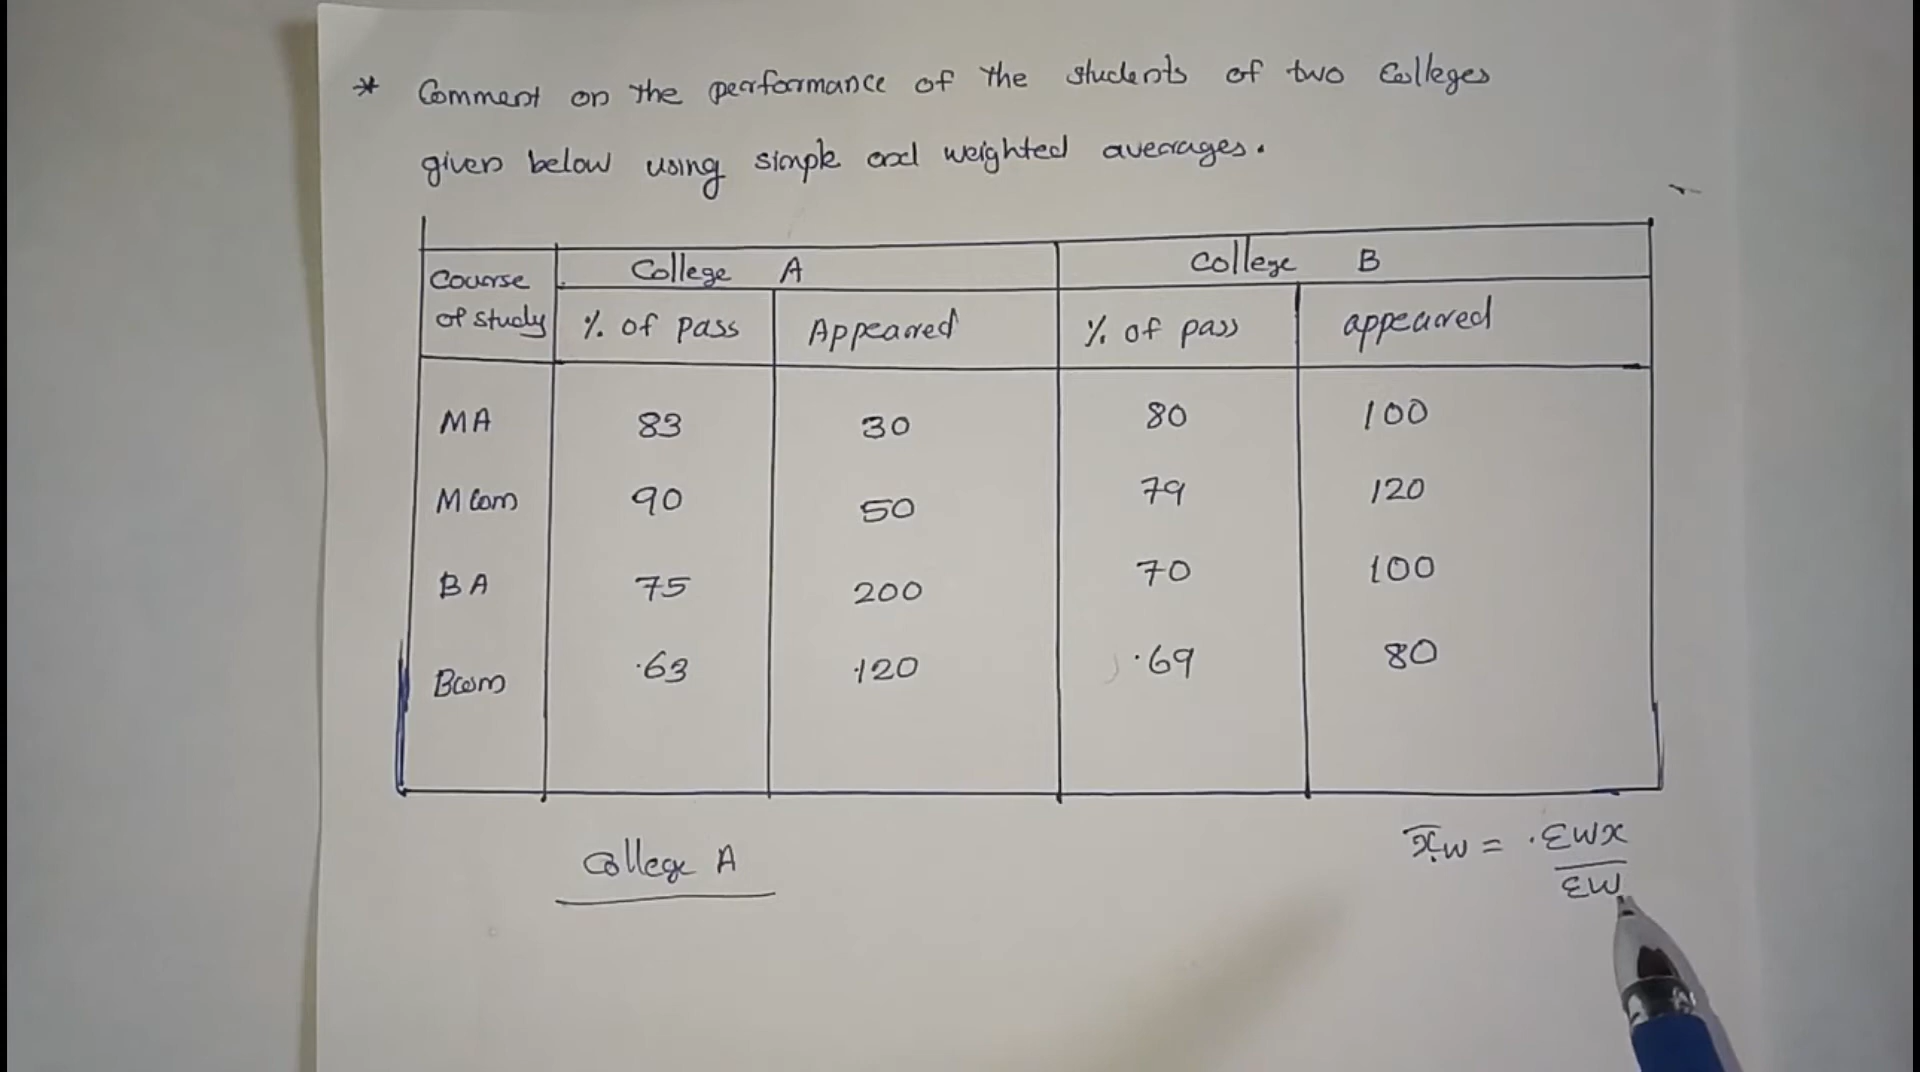 * Comment on the performance of the students of two Colleges
given below using simple and weighted averages.
Course of study | College A | College B
% of pass | Appeared | % of pass | appeared
MA 83 30 80 100
M Com 90 50 79 120
BA 75 200 70 100
Bcom 63 120 69 80
College A
x̄w = Σwx
Σw